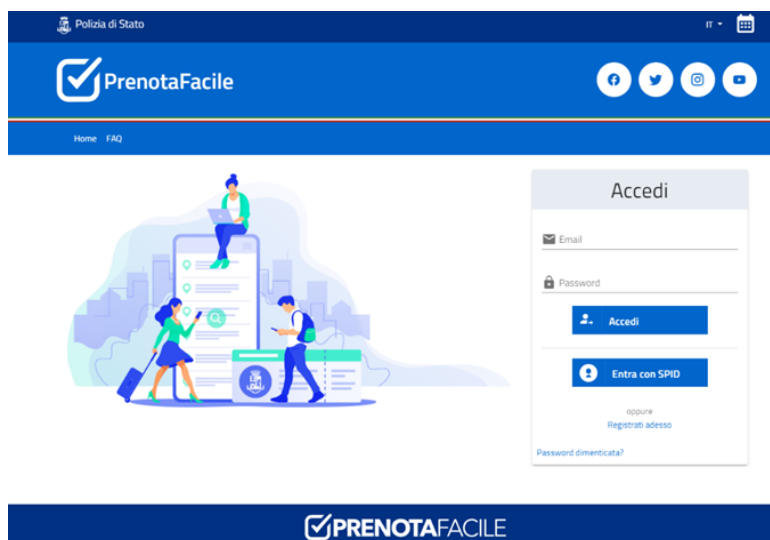 Polizia di Stato
IT
PrenotaFacile
Home FAQ
Accedi
Email
Password
Accedi
Entra con SPID
oppure
Registrati adesso
Password dimenticata?
PRENOTAFACILE